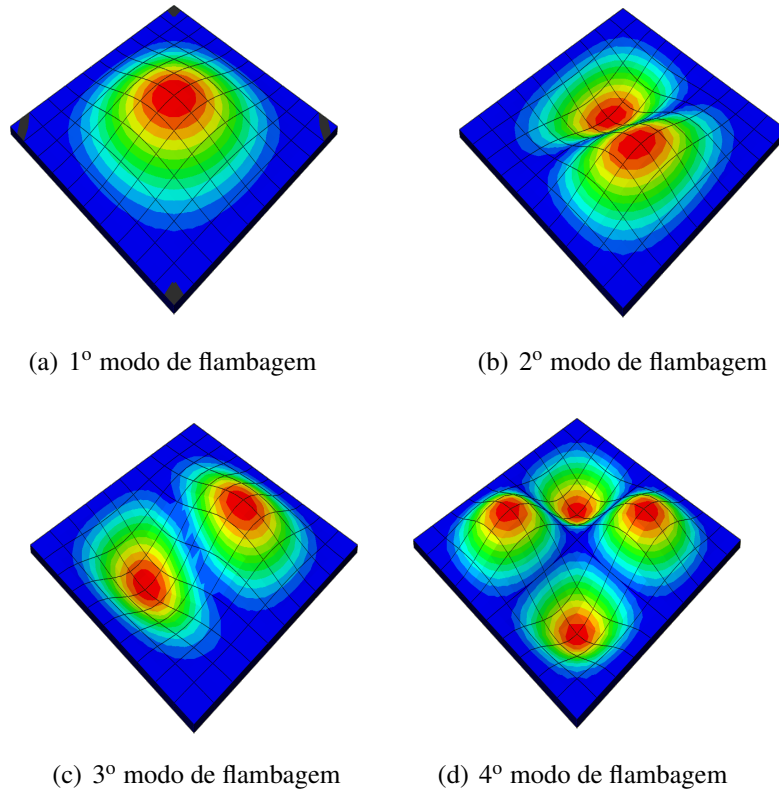 (a) 1º modo de flambagem
(b) 2º modo de flambagem
(c) 3º modo de flambagem
(d) 4º modo de flambagem